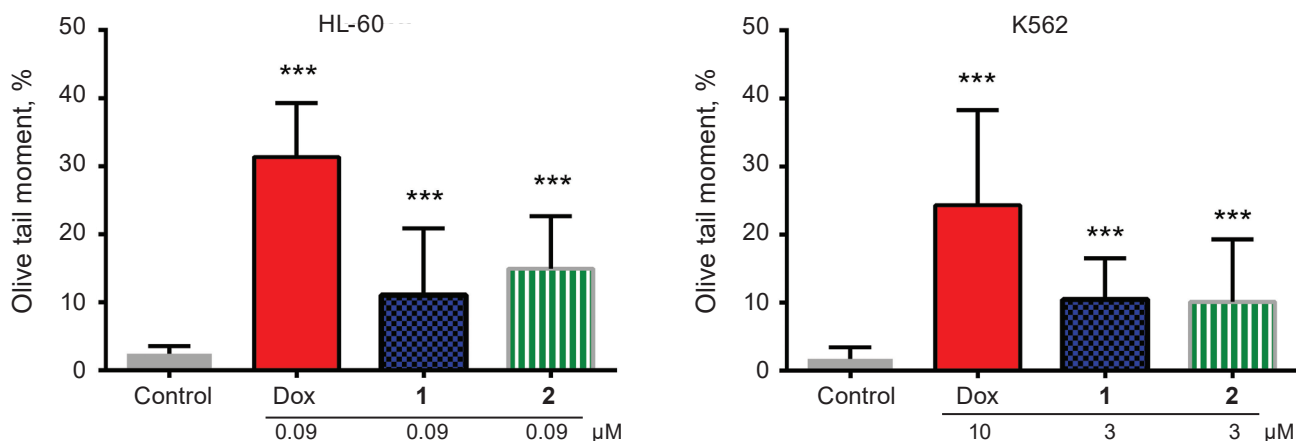 HL-60
Olive tail moment, %
50
40
30
20
10
0
***
***
***
Control Dox 1 2
0.09 0.09 0.09 µM
K562
Olive tail moment, %
50
40
30
20
10
0
***
***
***
Control Dox 1 2
10 3 3 µM